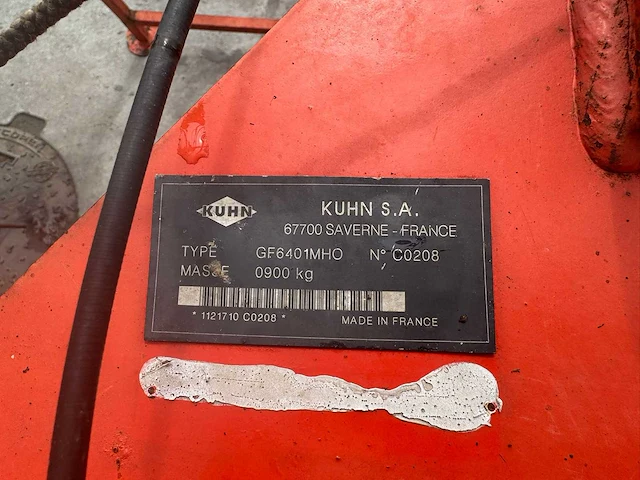 KUHN
KUHN S.A.
67700 SAVERNE - FRANCE
TYPE GF6401MHO N° C0208
MASSE 0900 kg
* 1121710 C0208 *
MADE IN FRANCE